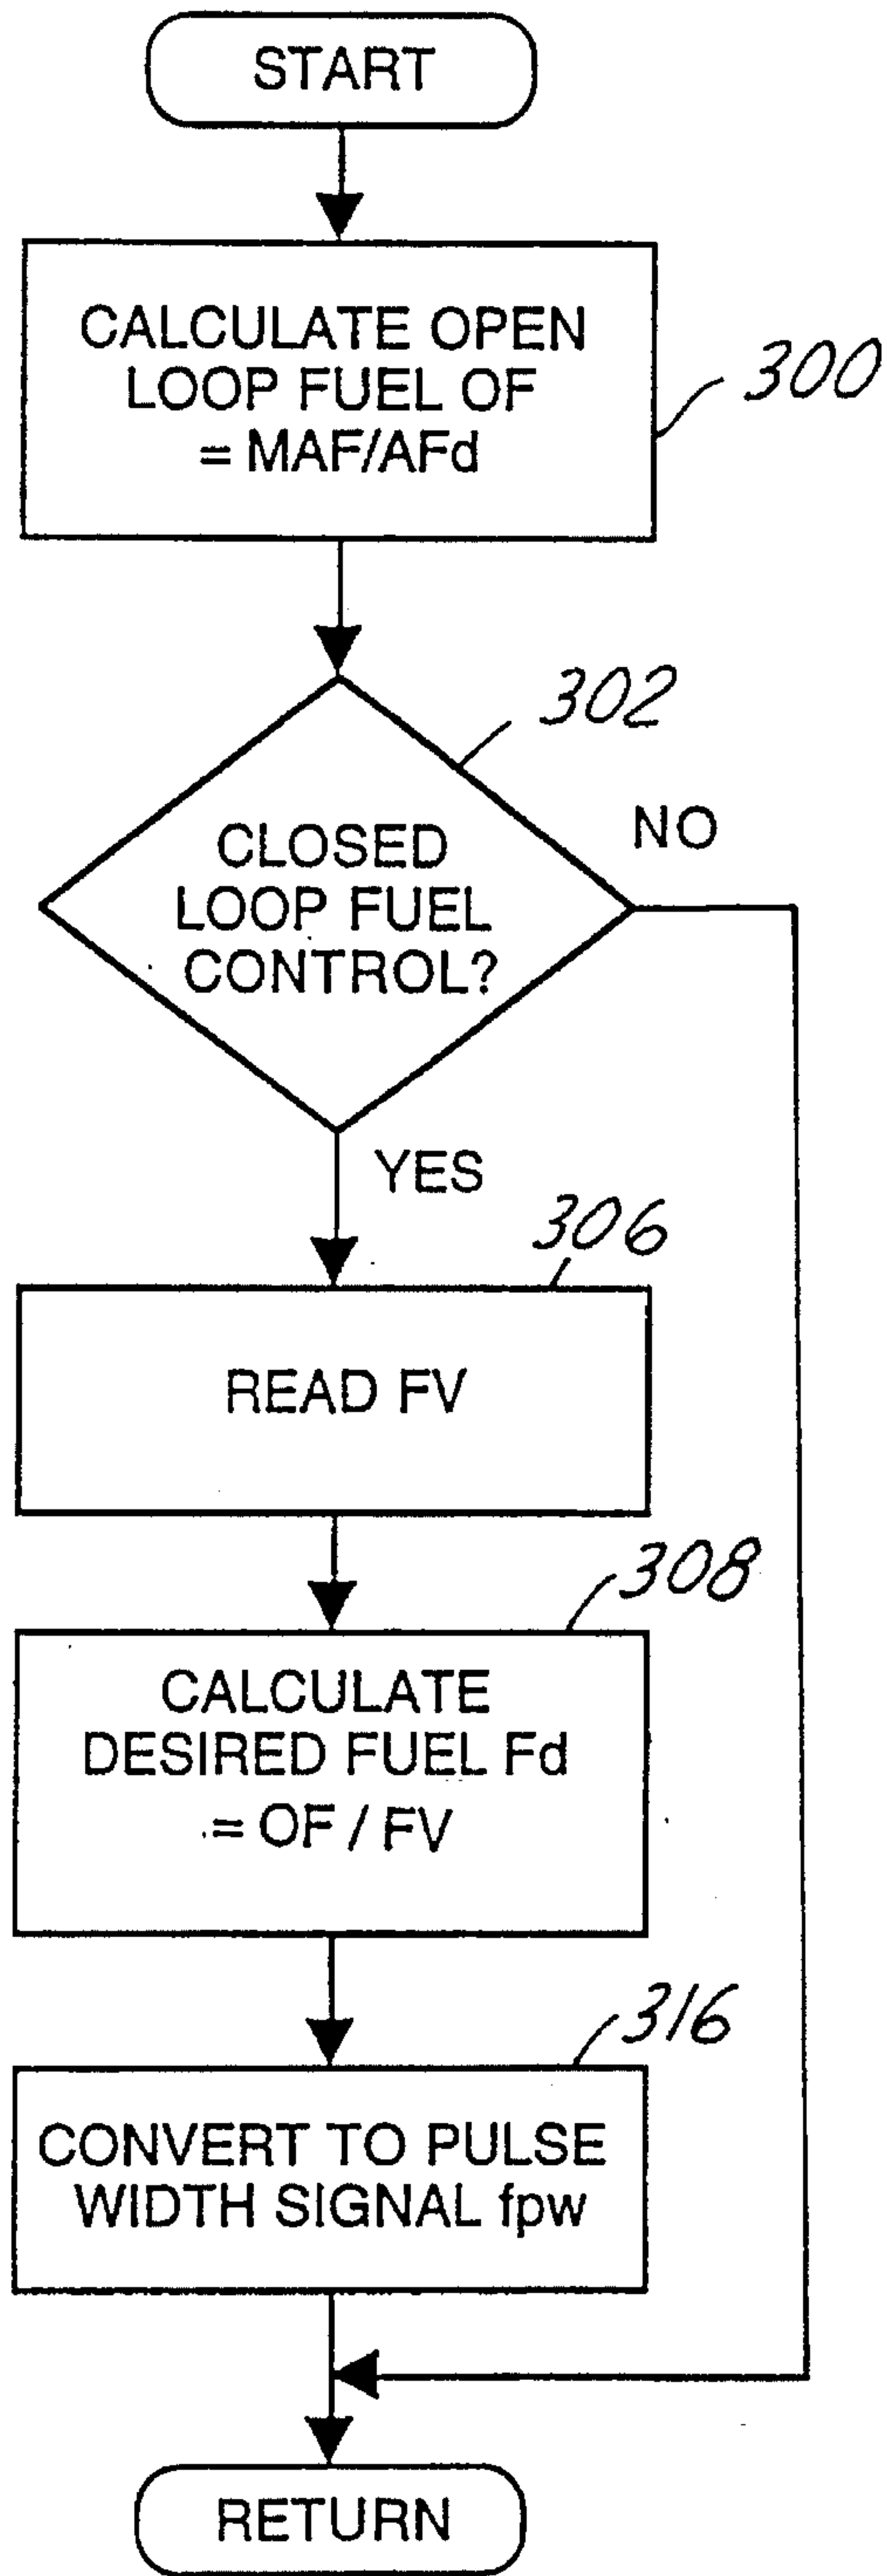 START
CALCULATE OPEN
LOOP FUEL OF
= MAF/AFd
300
302
CLOSED
LOOP FUEL
CONTROL?
NO
YES
306
READ FV
308
CALCULATE
DESIRED FUEL Fd
= OF / FV
316
CONVERT TO PULSE
WIDTH SIGNAL fpw
RETURN